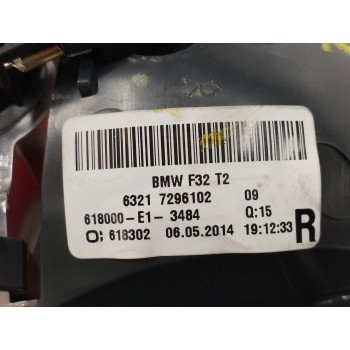 BMW F32 T2
6321 7296102 09
618000-E1-3484 Q:15
O; 618302 06.05.2014 19:12:33 R